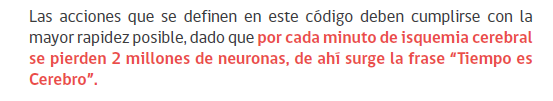 Las acciones que se definen en este código deben cumplirse con la
mayor rapidez posible, dado que por cada minuto de isquemia cerebral
se pierden 2 millones de neuronas, de ahí surge la frase “Tiempo es
Cerebro”.